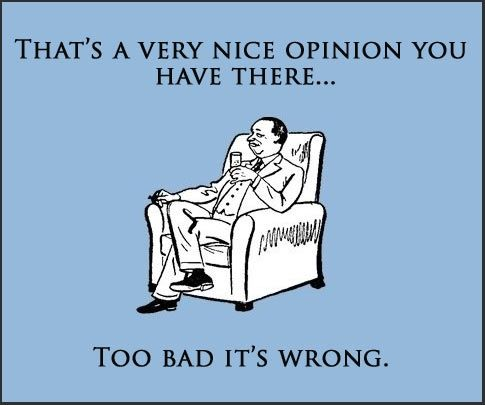 THAT'S A VERY NICE OPINION YOU
HAVE THERE...
TOO BAD IT'S WRONG.